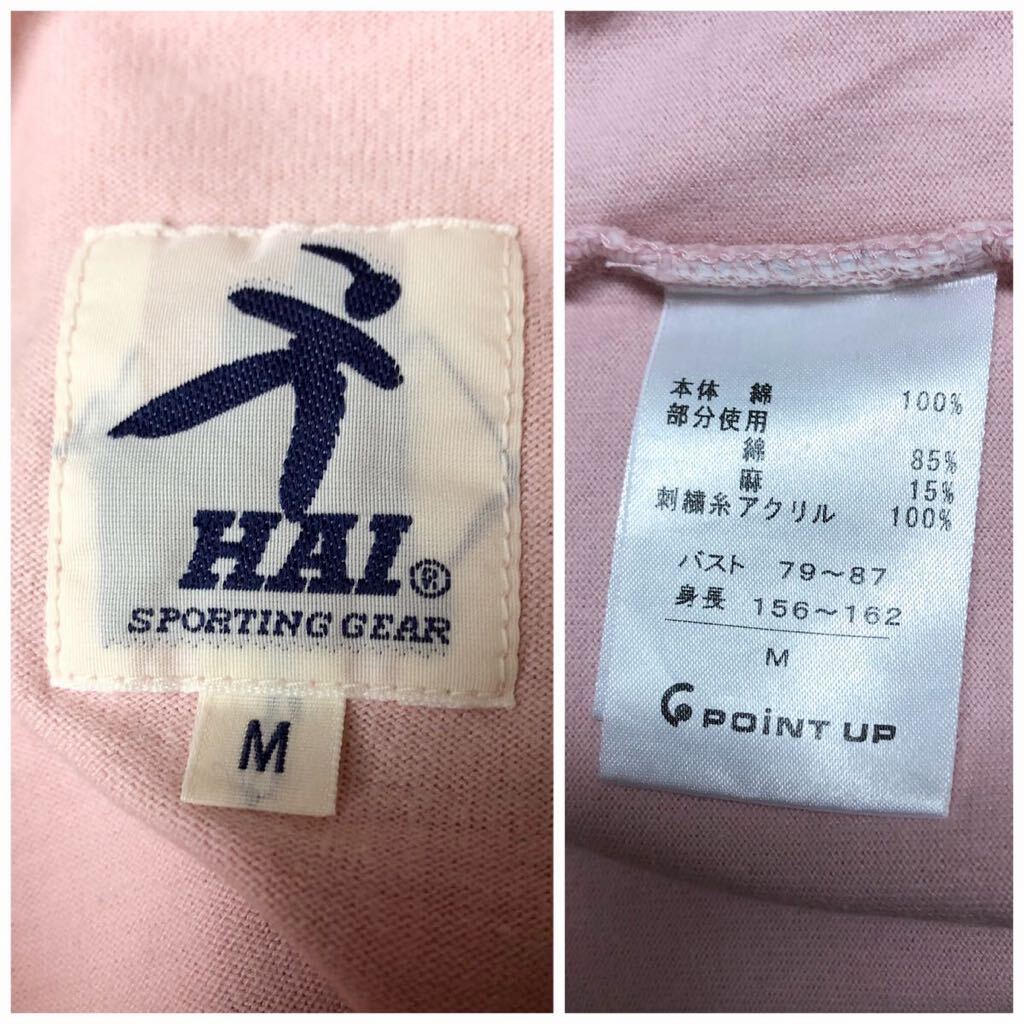 HAI®
SPORTING GEAR
M
本体 綿 100%
部分使用
綿 85%
麻 15%
刺繍糸アクリル 100%
バスト 79～87
身長 156～162
M
POINT UP